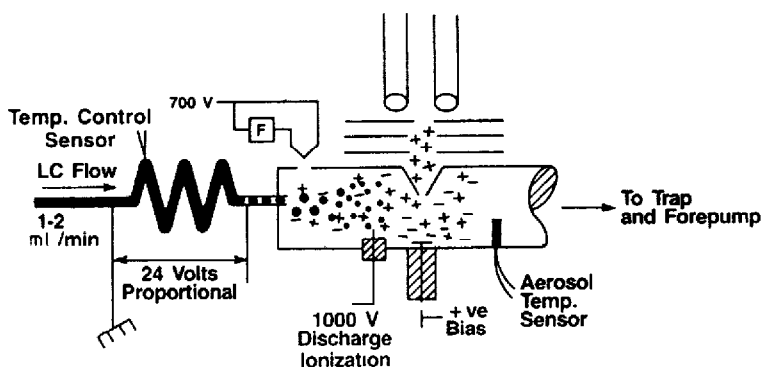 700 V
F
Temp. Control
Sensor
LC Flow
1-2
ml/min
24 Volts
Proportional
1000 V
Discharge
Ionization
+ve
Bias
Aerosol
Temp.
Sensor
To Trap
and Forepump